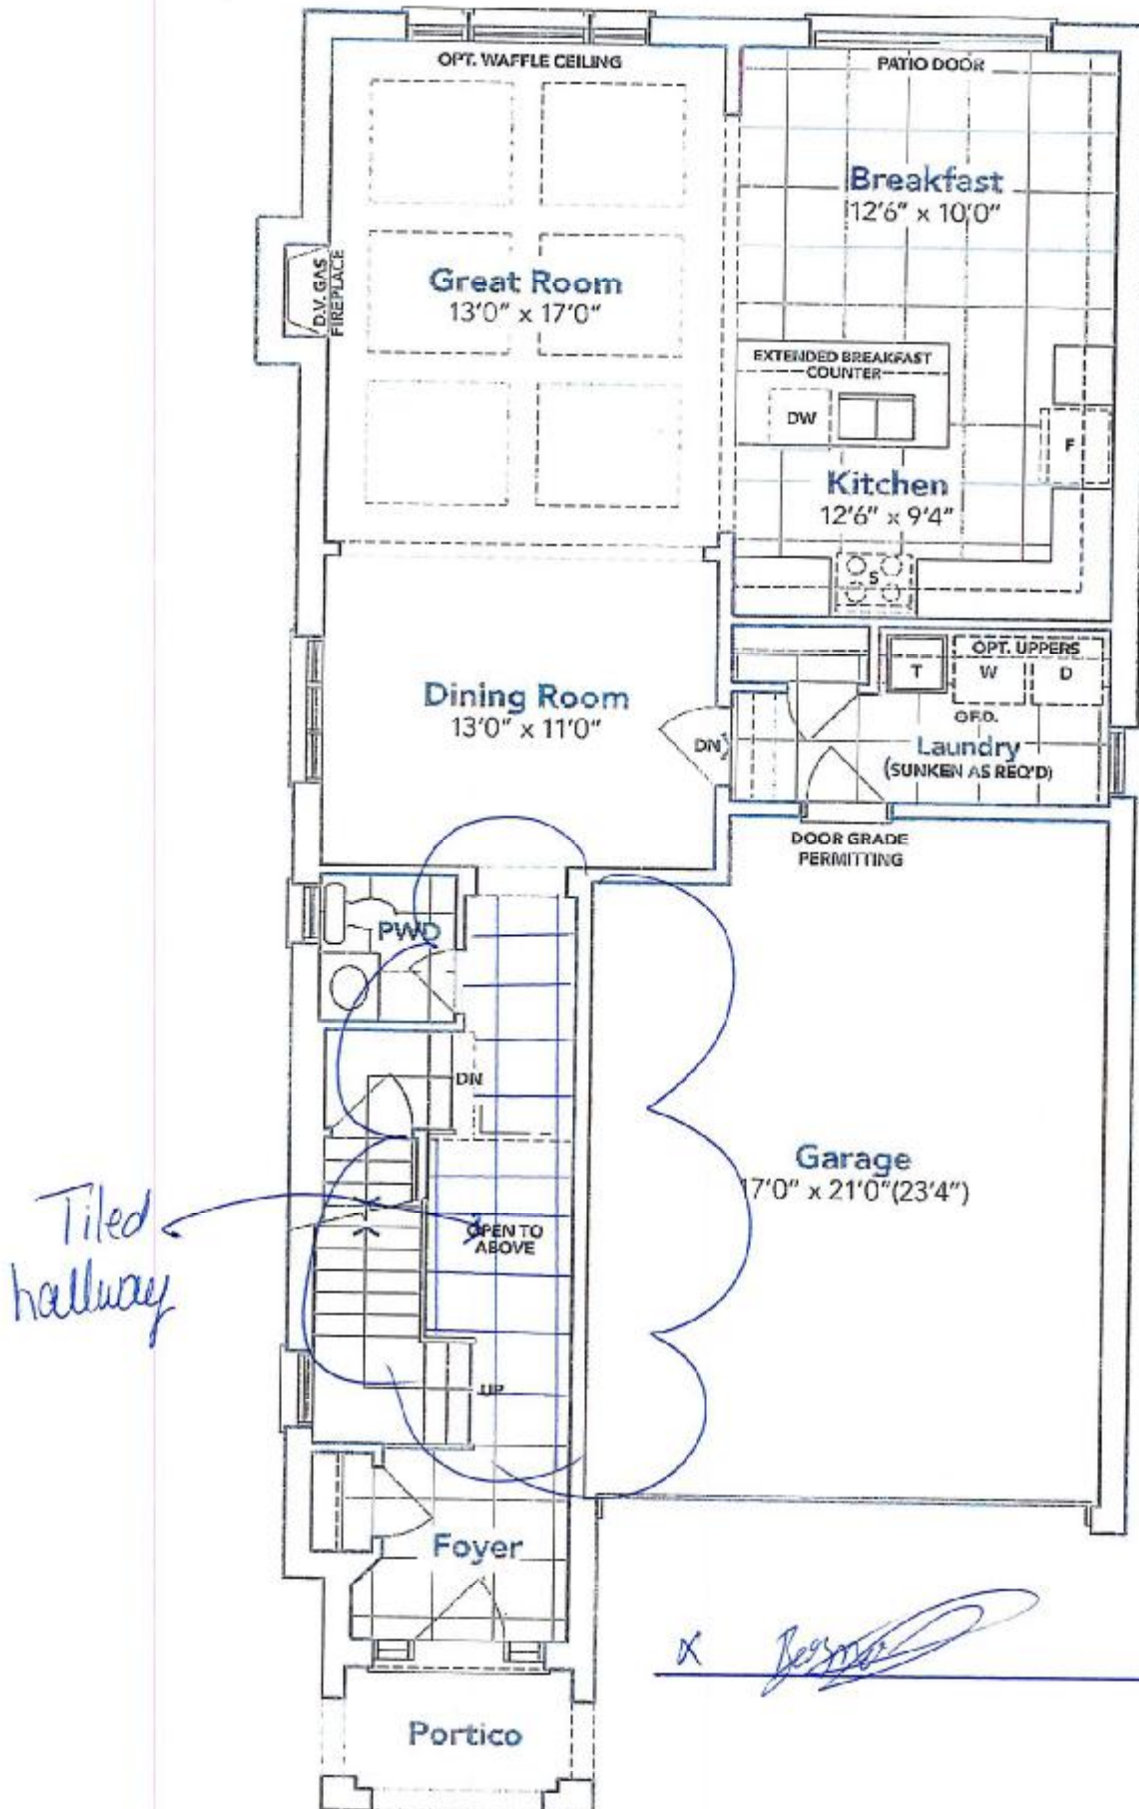 OPT. WAFFLE CEILING
PATIO DOOR
Breakfast
12'6" x 10'0"
D.V. GAS
FIREPLACE
Great Room
13'0" x 17'0"
EXTENDED BREAKFAST
COUNTER
DW
F
Kitchen
12'6" x 9'4"
S
OPT. UPPERS
T
W
D
Dining Room
13'0" x 11'0"
DN
Laundry
(SUNKEN AS REQ'D)
DOOR GRADE
PERMITTING
PWD
DN
Garage
17'0" x 21'0"(23'4")
Tiled
hallway
OPEN TO
ABOVE
UP
Foyer
X
Portico